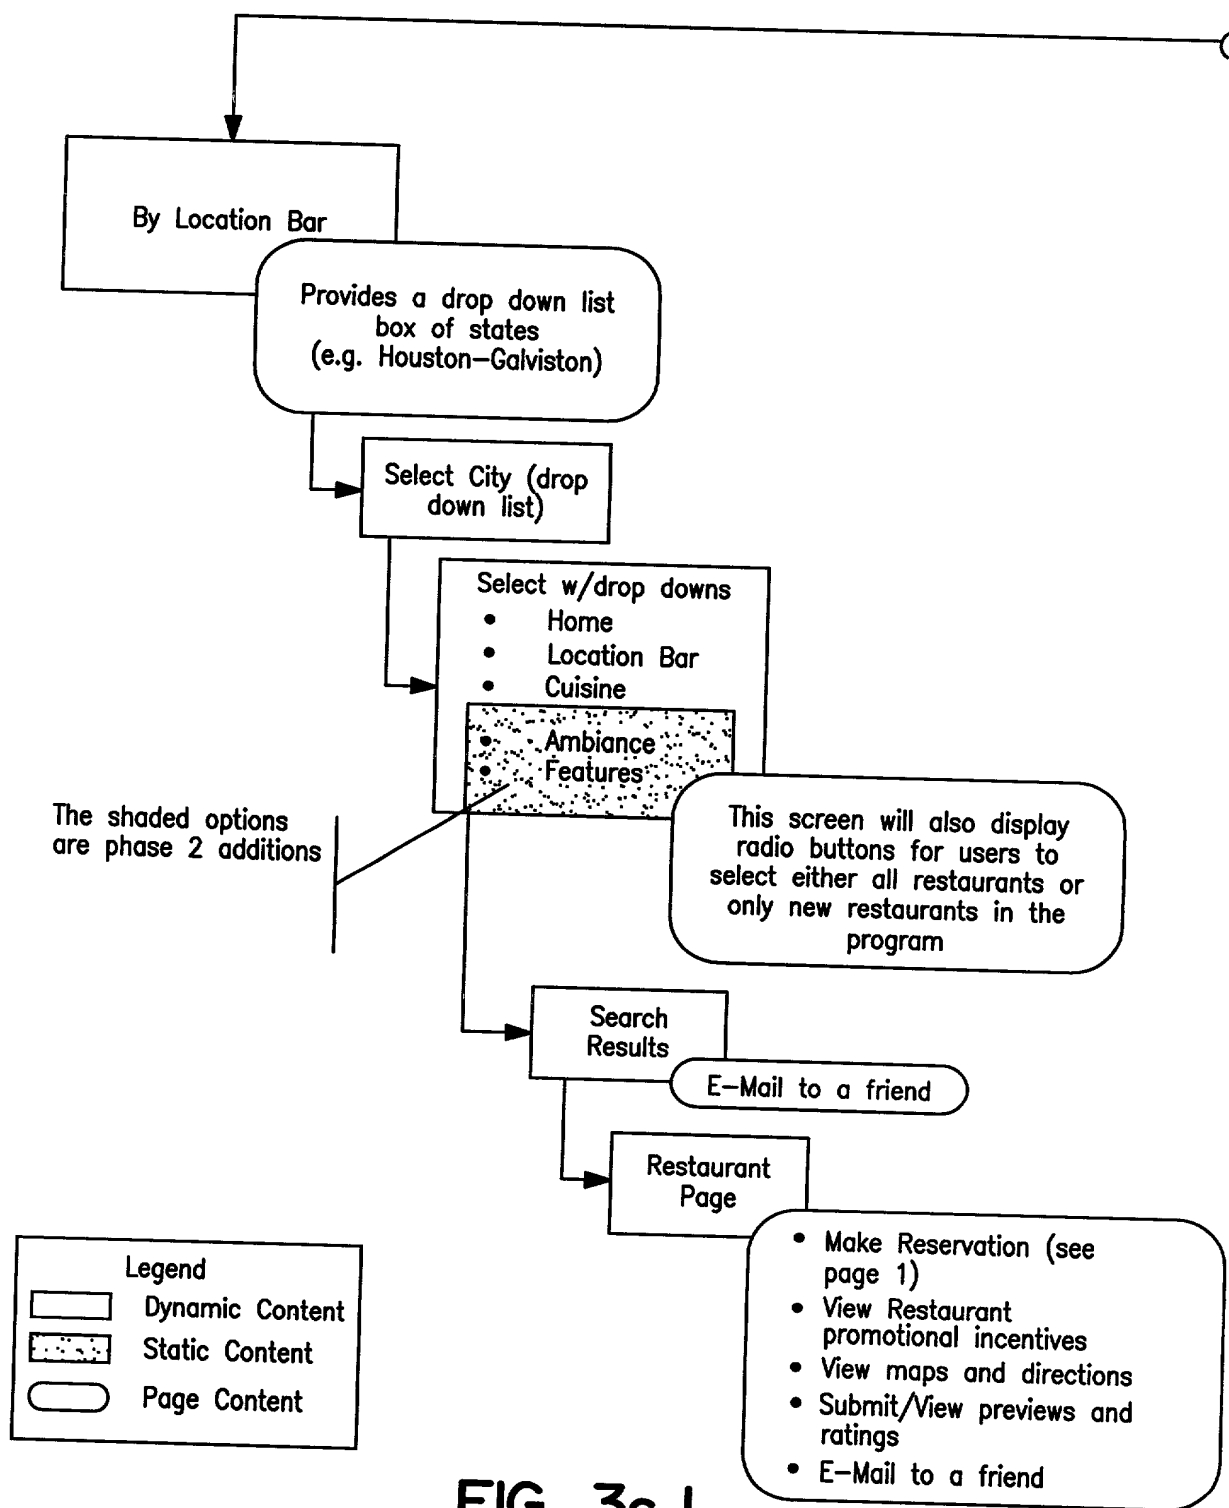 By Location Bar
Provides a drop down list
box of states
(e.g. Houston-Galviston)
Select City (drop
down list)
Select w/drop downs
• Home
• Location Bar
• Cuisine
• Ambiance
• Features
The shaded options
are phase 2 additions
This screen will also display
radio buttons for users to
select either all restaurants or
only new restaurants in the
program
Search
Results
E-Mail to a friend
Restaurant
Page
• Make Reservation (see
page 1)
• View Restaurant
promotional incentives
• View maps and directions
• Submit/View previews and
ratings
• E-Mail to a friend
Legend
Dynamic Content
Static Content
Page Content
FIG. 3c.1